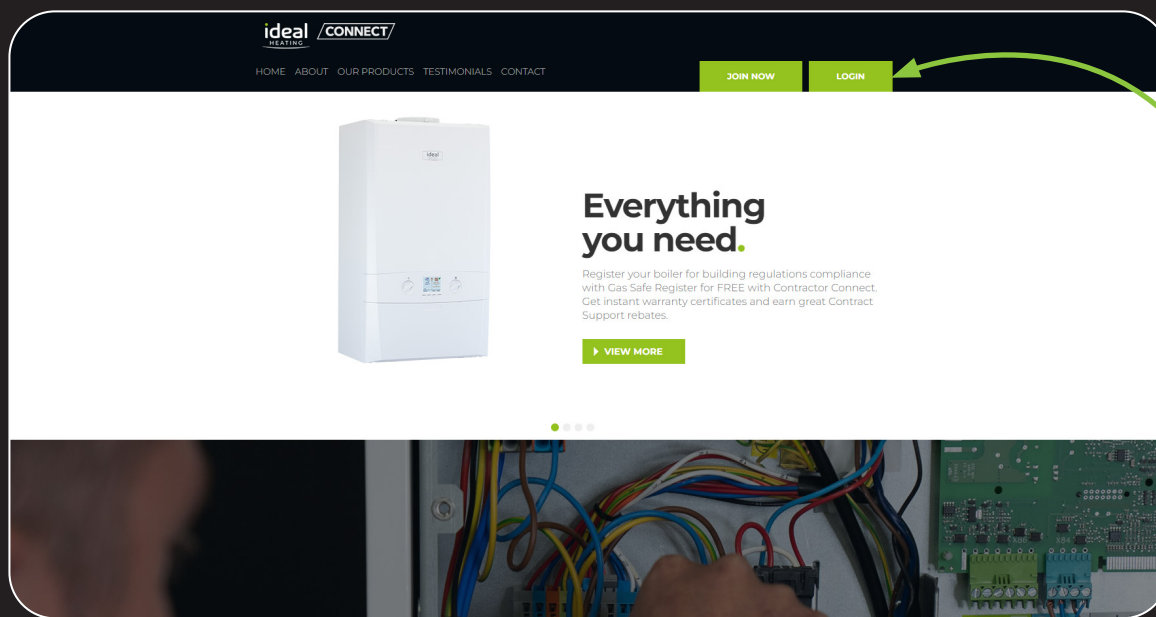 ideal
HEATING
CONNECT
HOME ABOUT OUR PRODUCTS TESTIMONIALS CONTACT
JOIN NOW
LOGIN
ideal
Everything
you need.
Register your boiler for building regulations compliance
with Gas Safe Register for FREE with Contractor Connect.
Get instant warranty certificates and earn great Contract
Support rebates.
VIEW MORE
X86
X84